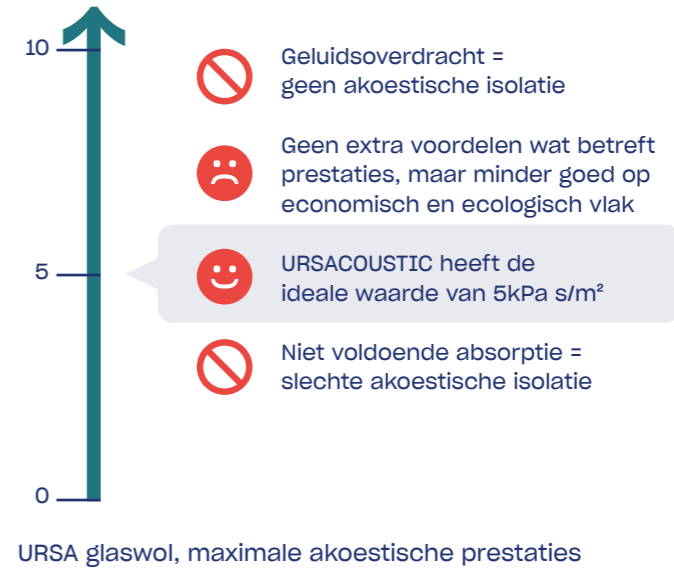 10
Geluidsoverdracht =
geen akoestische isolatie
Geen extra voordelen wat betreft
prestaties, maar minder goed op
economisch en ecologisch vlak
5
URSACOUSTIC heeft de
ideale waarde van 5kPa s/m²
Niet voldoende absorptie =
slechte akoestische isolatie
0
URSA glaswol, maximale akoestische prestaties